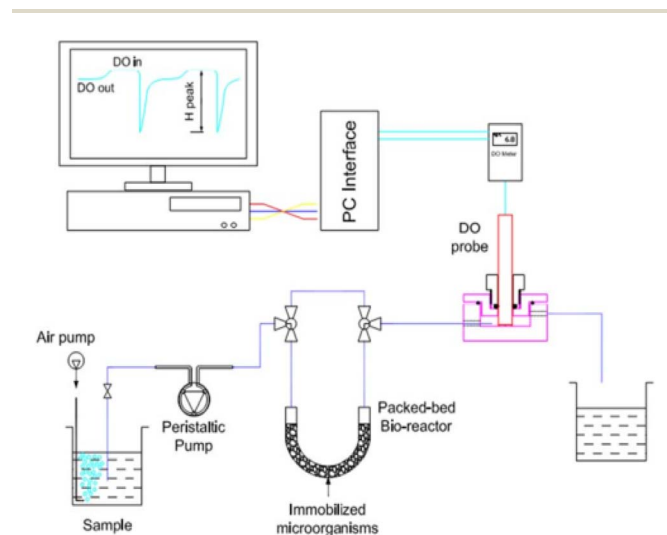 DO in
DO out
H peak
PC Interface
6.8
DO Meter
DO
probe
Air pump
Peristaltic
Pump
Packed-bed
Bio-reactor
Immobilized
microorganisms
Sample